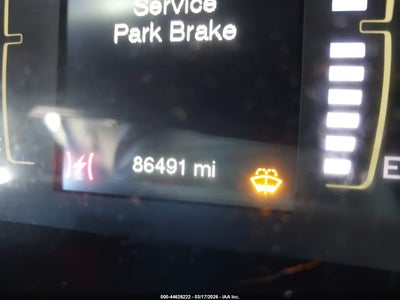 Service
Park Brake
86491 mi
E
000-44626222 - 03/17/2026 - IAA Inc.